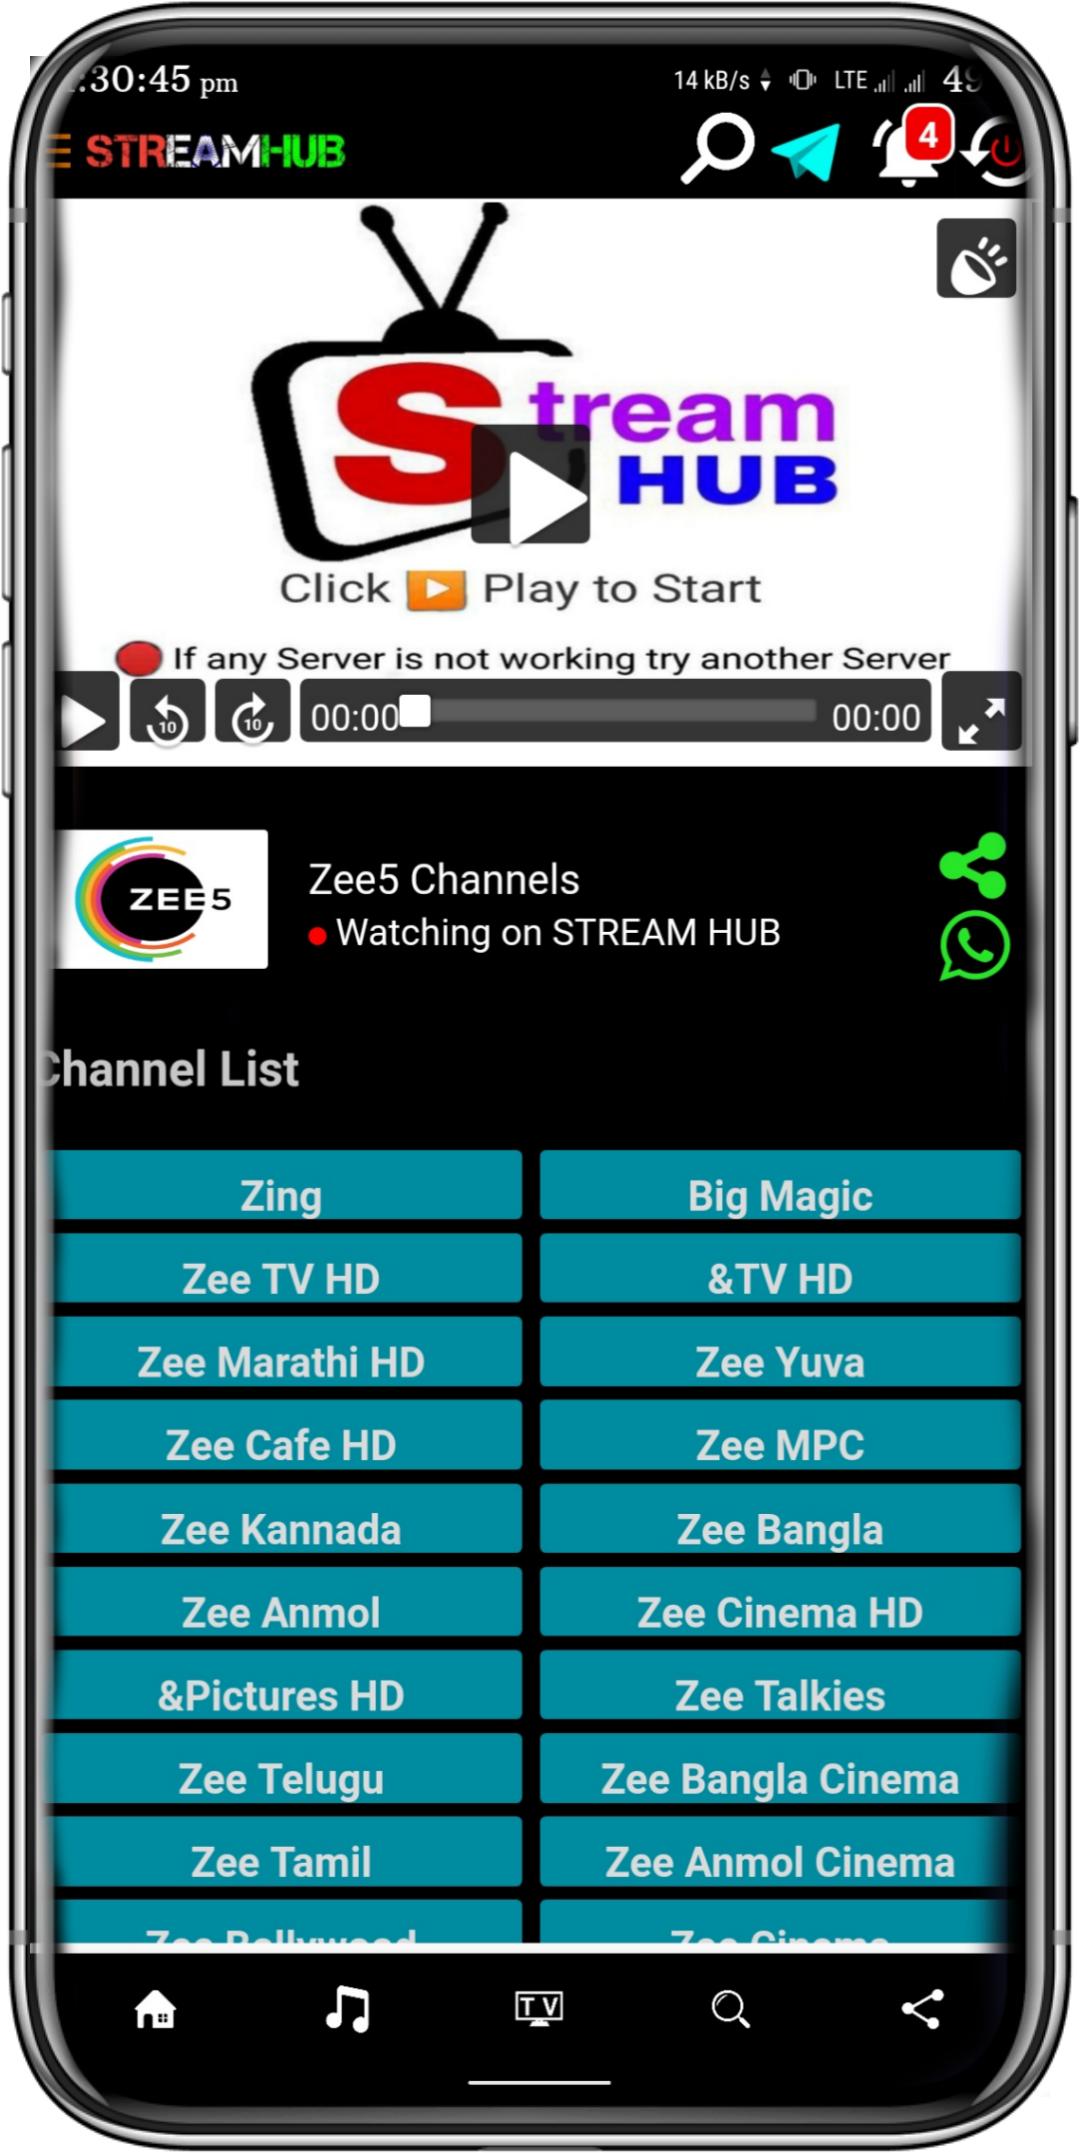 :30:45 pm 14 kB/s LTE 49
STREAMHUB 4
Stream
HUB
Click ▶ Play to Start
If any Server is not working try another Server
10 10 00:00 00:00
ZEE5
Zee5 Channels
Watching on STREAM HUB
Channel List
Zing Big Magic
Zee TV HD &TV HD
Zee Marathi HD Zee Yuva
Zee Cafe HD Zee MPC
Zee Kannada Zee Bangla
Zee Anmol Zee Cinema HD
&Pictures HD Zee Talkies
Zee Telugu Zee Bangla Cinema
Zee Tamil Zee Anmol Cinema
Zee Bollywood Zee Cinema
TV